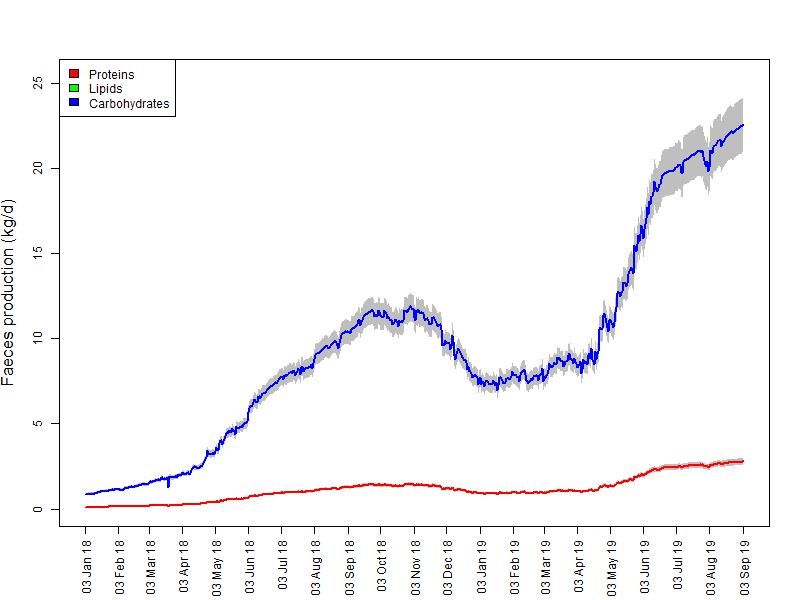 Proteins
Lipids
Carbohydrates
Faeces production (kg/d)
25
20
15
10
5
0
03 Jan 18
03 Feb 18
03 Mar 18
03 Apr 18
03 May 18
03 Jun 18
03 Jul 18
03 Aug 18
03 Sep 18
03 Oct 18
03 Nov 18
03 Dec 18
03 Jan 19
03 Feb 19
03 Mar 19
03 Apr 19
03 May 19
03 Jun 19
03 Jul 19
03 Aug 19
03 Sep 19